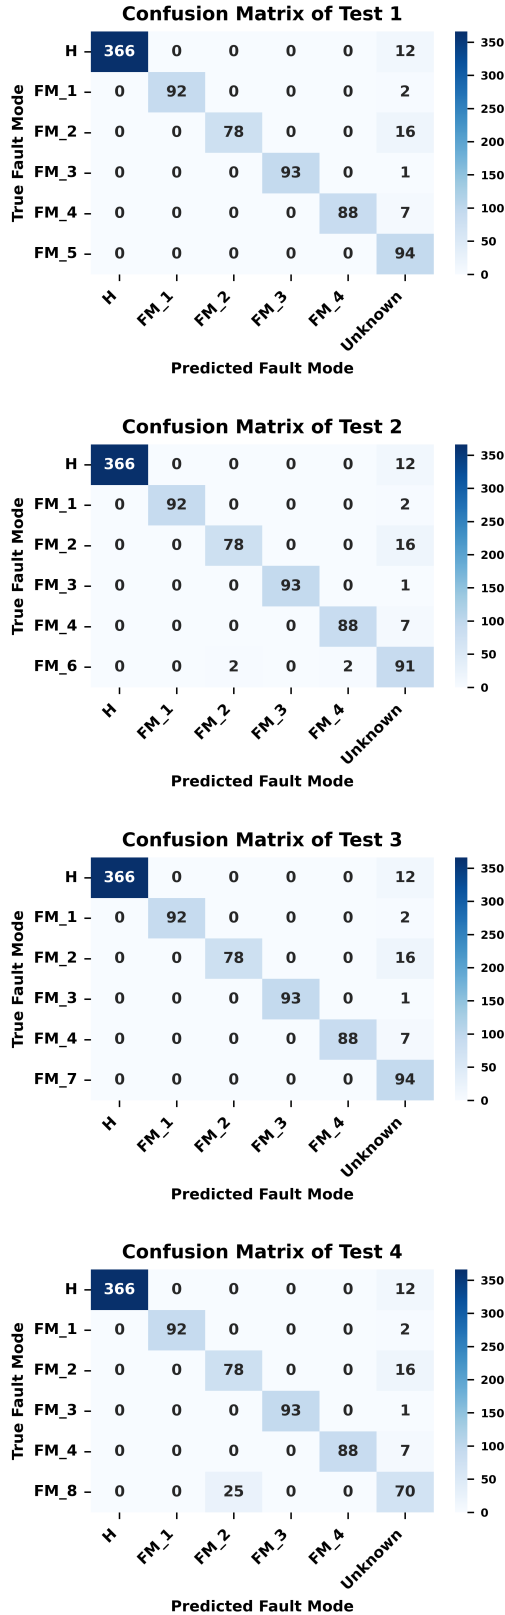 Confusion Matrix of Test 1
True Fault Mode
H 366 0 0 0 0 12
FM_1 0 92 0 0 0 2
FM_2 0 0 78 0 0 16
FM_3 0 0 0 93 0 1
FM_4 0 0 0 0 88 7
FM_5 0 0 0 0 0 94
H FM_1 FM_2 FM_3 FM_4 Unknown
Predicted Fault Mode
350
300
250
200
150
100
50
0
Confusion Matrix of Test 2
True Fault Mode
H 366 0 0 0 0 12
FM_1 0 92 0 0 0 2
FM_2 0 0 78 0 0 16
FM_3 0 0 0 93 0 1
FM_4 0 0 0 0 88 7
FM_6 0 0 2 0 2 91
H FM_1 FM_2 FM_3 FM_4 Unknown
Predicted Fault Mode
350
300
250
200
150
100
50
0
Confusion Matrix of Test 3
True Fault Mode
H 366 0 0 0 0 12
FM_1 0 92 0 0 0 2
FM_2 0 0 78 0 0 16
FM_3 0 0 0 93 0 1
FM_4 0 0 0 0 88 7
FM_7 0 0 0 0 0 94
H FM_1 FM_2 FM_3 FM_4 Unknown
Predicted Fault Mode
350
300
250
200
150
100
50
0
Confusion Matrix of Test 4
True Fault Mode
H 366 0 0 0 0 12
FM_1 0 92 0 0 0 2
FM_2 0 0 78 0 0 16
FM_3 0 0 0 93 0 1
FM_4 0 0 0 0 88 7
FM_8 0 0 25 0 0 70
H FM_1 FM_2 FM_3 FM_4 Unknown
Predicted Fault Mode
350
300
250
200
150
100
50
0